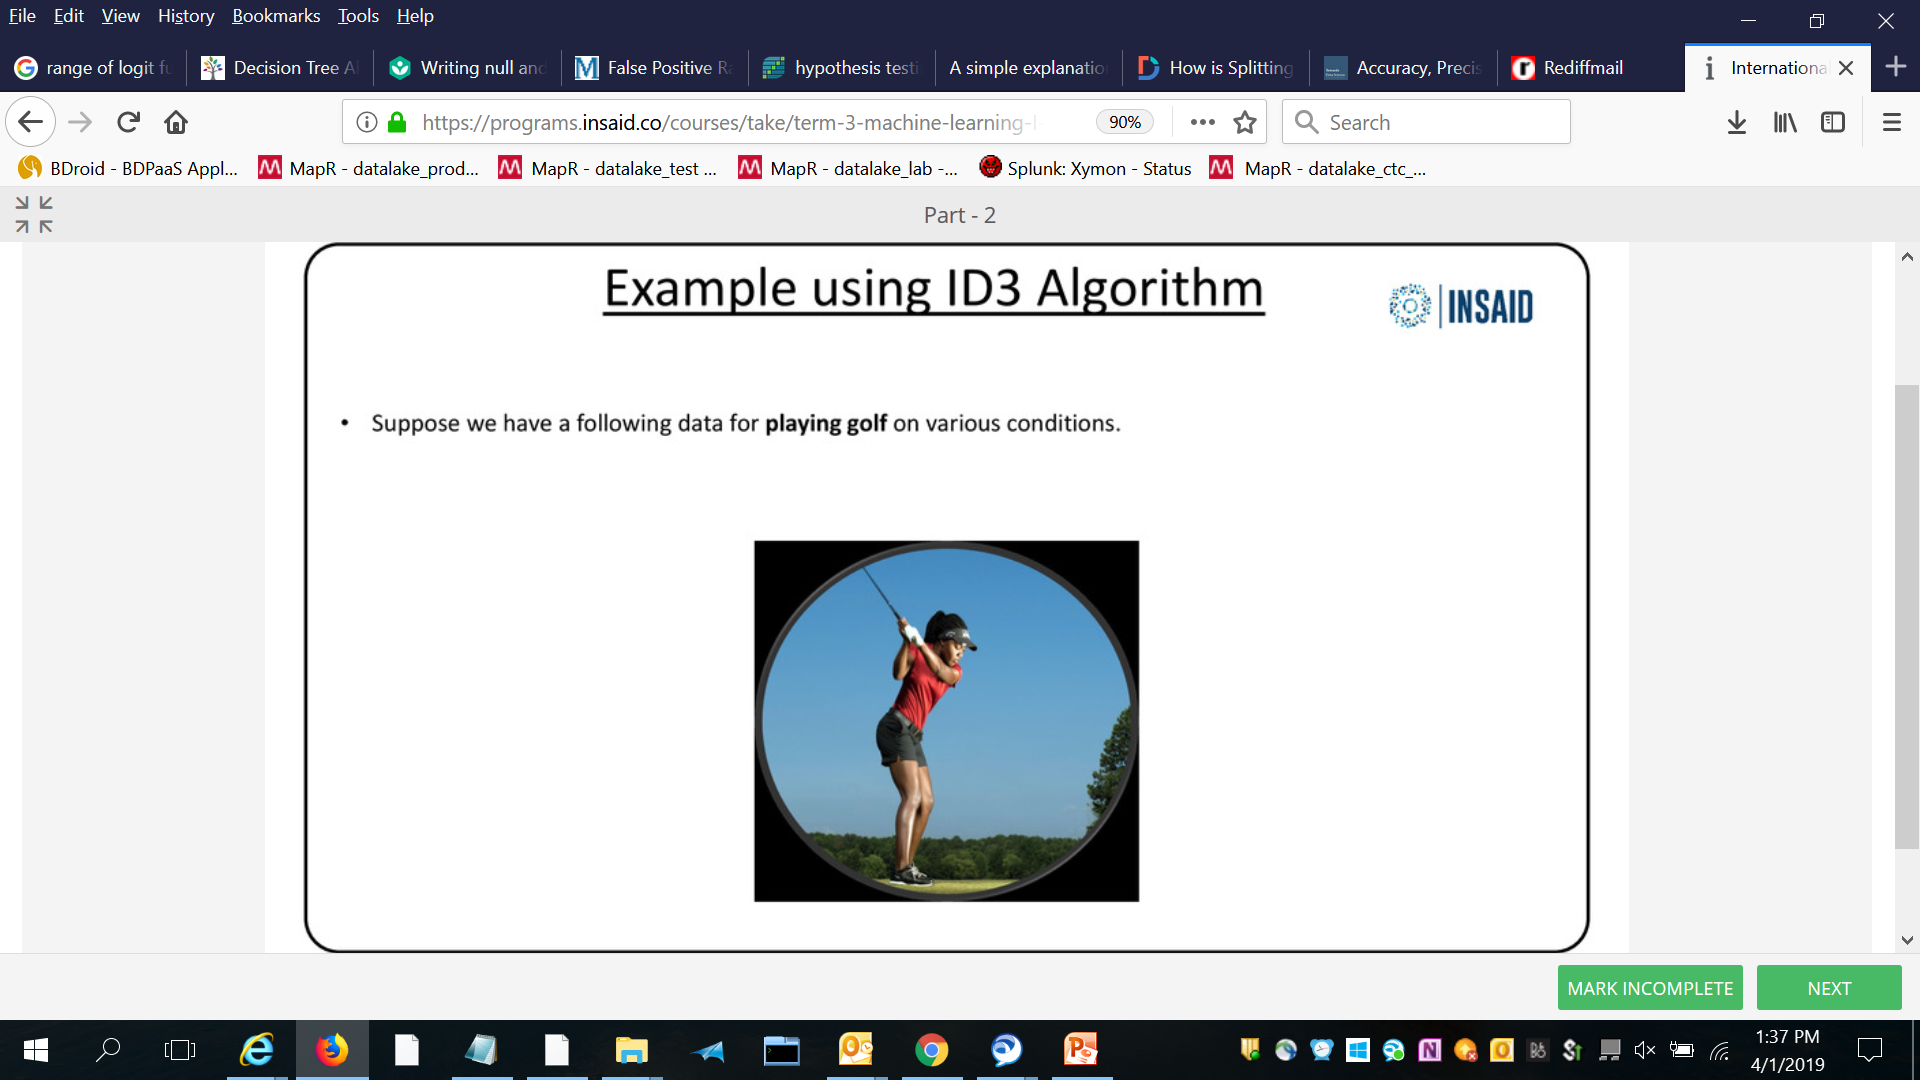 File Edit View History Bookmarks Tools Help
range of logit fu Decision Tree Al Writing null and False Positive Ra hypothesis testi A simple explanatio How is Splitting Accuracy, Precis Rediffmail Internationa
https://programs.insaid.co/courses/take/term-3-machine-learning-l 90% Search
BDroid - BDPaaS Appl... MapR - datalake_prod... MapR - datalake_test ... MapR - datalake_lab -... Splunk: Xymon - Status MapR - datalake_ctc_...
Part - 2
Example using ID3 Algorithm
INSAID
• Suppose we have a following data for playing golf on various conditions.
MARK INCOMPLETE NEXT
1:37 PM
4/1/2019